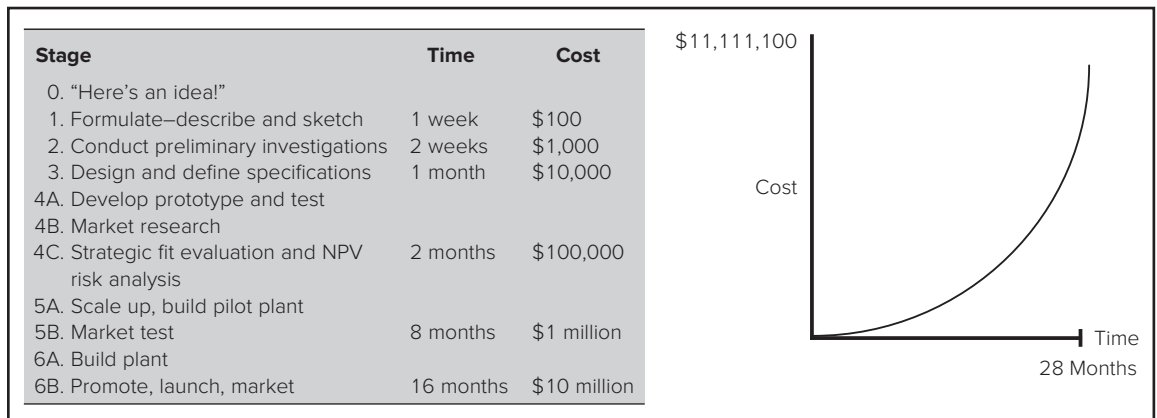 Stage Time Cost
0. “Here’s an idea!”
1. Formulate–describe and sketch 1 week $100
2. Conduct preliminary investigations 2 weeks $1,000
3. Design and define specifications 1 month $10,000
4A. Develop prototype and test
4B. Market research
4C. Strategic fit evaluation and NPV 2 months $100,000
risk analysis
5A. Scale up, build pilot plant
5B. Market test 8 months $1 million
6A. Build plant
6B. Promote, launch, market 16 months $10 million
$11,111,100
Cost
Time
28 Months